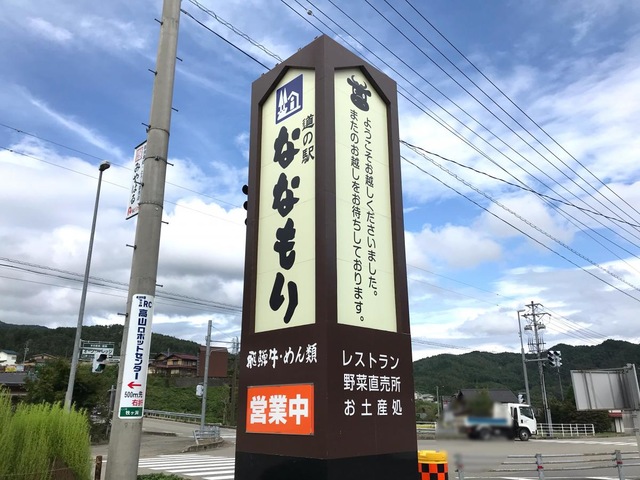 道の駅
ななもり
飛騨牛・めん類
営業中
ようこそお越しくださいました。
またのお越しをお待ちしております。
レストラン
野菜直売所
お土産処
高山ロボットセンター
500m先
右折